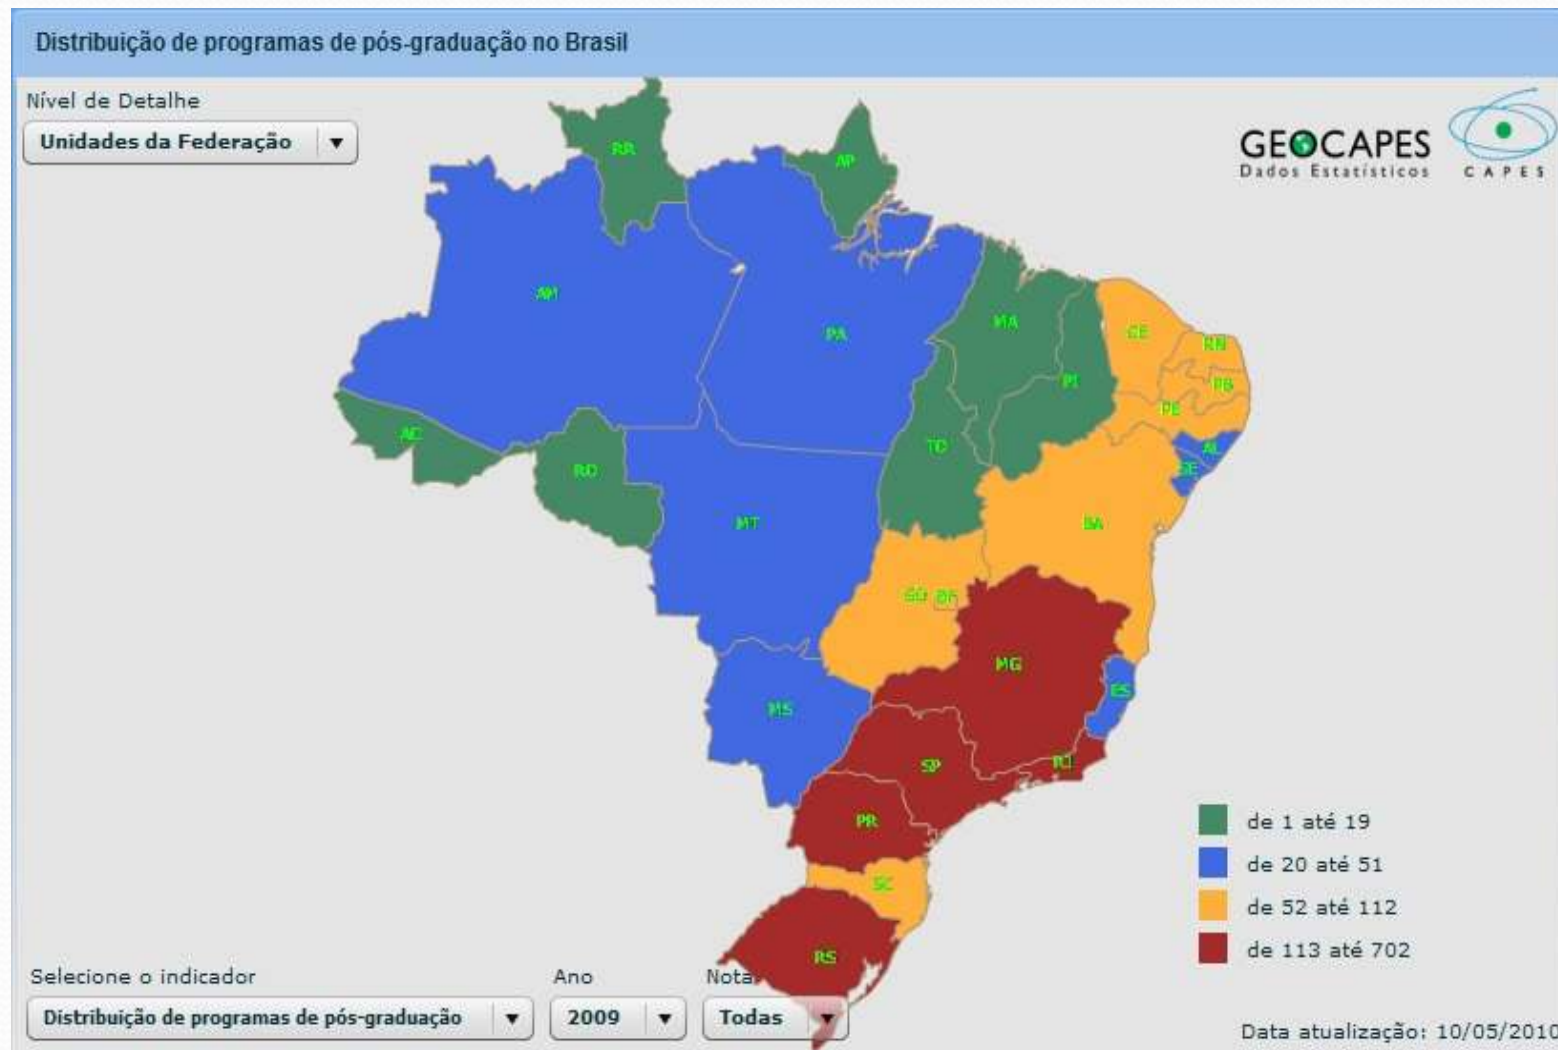 Distribuição de programas de pós-graduação no Brasil
Nível de Detalhe
Unidades da Federação
GEOCAPES
Dados Estatísticos
CAPES
RR
AP
AM
PA
MA
CE
RN
PI
PB
PE
AC
TO
AL
RO
SE
MT
BA
GO DF
MG
ES
MS
SP
RJ
PR
SC
RS
de 1 até 19
de 20 até 51
de 52 até 112
de 113 até 702
Selecione o indicador
Distribuição de programas de pós-graduação
Ano
2009
Nota
Todas
Data atualização: 10/05/2010